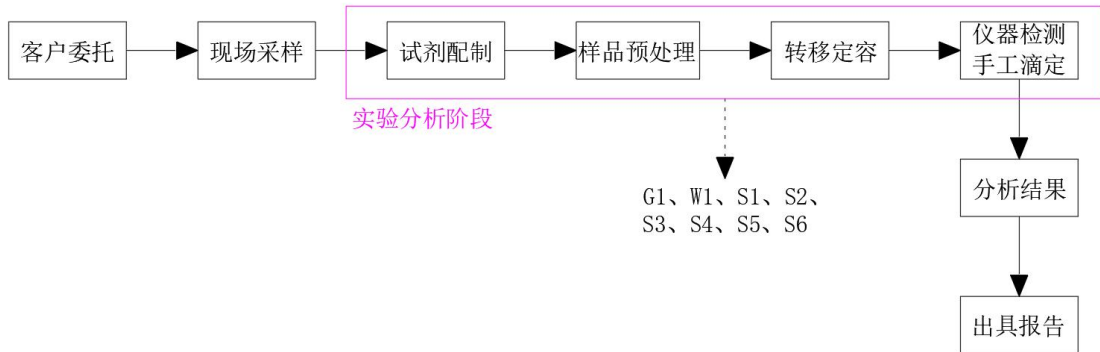 客户委托
现场采样
试剂配制
样品预处理
转移定容
仪器检测
手工滴定
实验分析阶段
G1、W1、S1、S2、
S3、S4、S5、S6
分析结果
出具报告